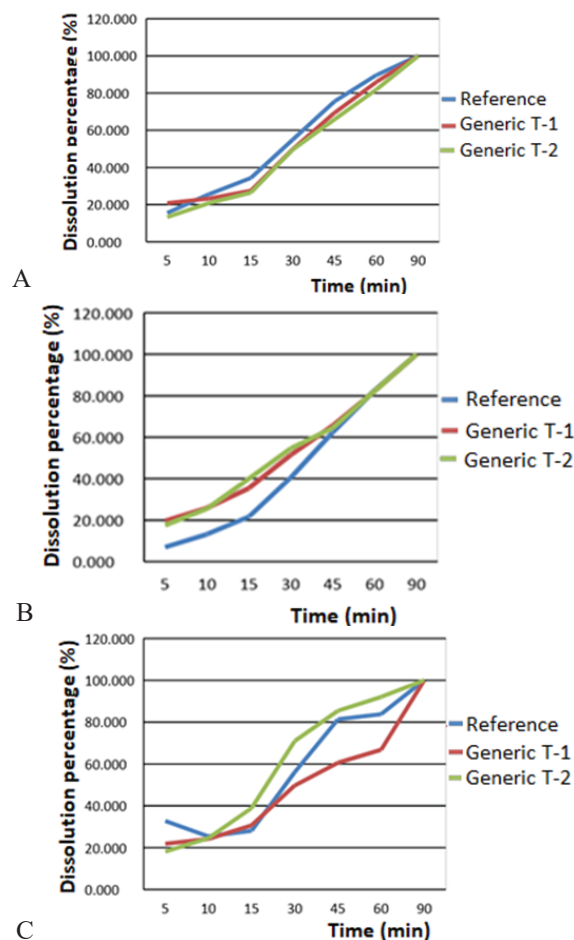 Dissolution percentage (%)
120.000
100.000
80.000
60.000
40.000
20.000
0.000
5 10 15 30 45 60 90
Time (min)
Reference
Generic T-1
Generic T-2
A
Dissolution percentage (%)
120.000
100.000
80.000
60.000
40.000
20.000
0.000
5 10 15 30 45 60 90
Time (min)
Reference
Generic T-1
Generic T-2
B
Dissolution percentage (%)
120.000
100.000
80.000
60.000
40.000
20.000
0.000
5 10 15 30 45 60 90
Time (min)
Reference
Generic T-1
Generic T-2
C